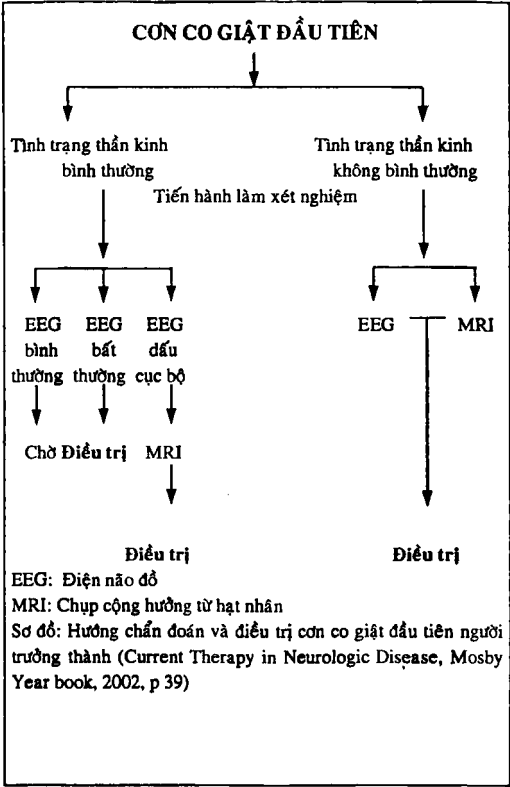 CƠN CO GIẬT ĐẦU TIÊN
Tình trạng thần kinh
bình thường
Tình trạng thần kinh
không bình thường
Tiến hành làm xét nghiệm
EEG
bình
thường
EEG
bất
thường
EEG
dấu
cục bộ
EEG
MRI
Chờ Điều trị MRI
Điều trị
Điều trị
EEG: Điện não đồ
MRI: Chụp cộng hưởng từ hạt nhân
Sơ đồ: Hướng chẩn đoán và điều trị cơn co giật đầu tiên người
trưởng thành (Current Therapy in Neurologic Disease, Mosby
Year book, 2002, p 39)